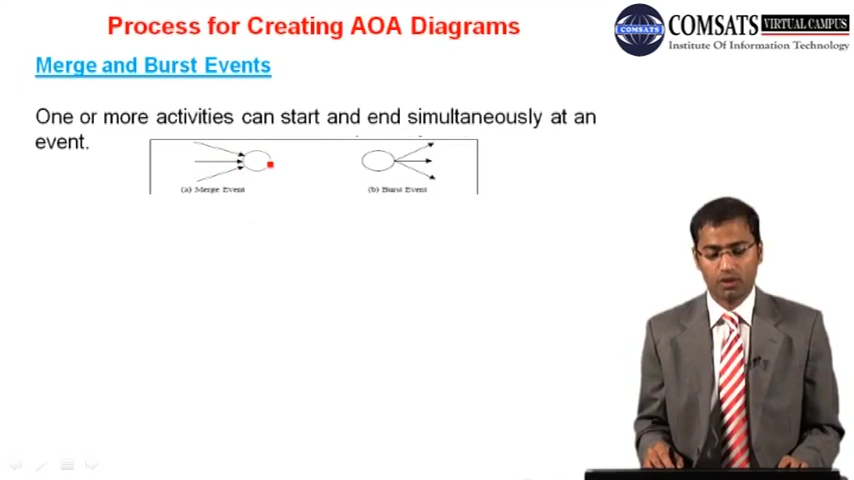 Process for Creating AOA Diagrams
COMSATS VIRTUAL CAMPUS
Institute Of Information Technology
COMSATS
Merge and Burst Events
One or more activities can start and end simultaneously at an
event.
(a) Merge Event
(b) Burst Event